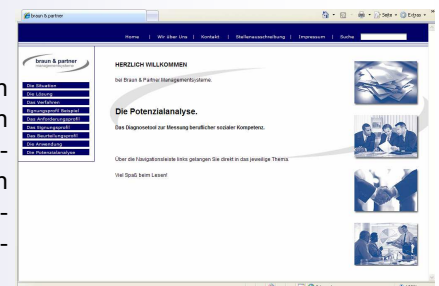 braun & partner
Seite
Extras
Home | Wir über Uns | Kontakt | Stellenausschreibung | Impressum | Suche
braun & partner
managementsysteme
Die Situation
Die Lösung
Das Verfahren
Eignungsprofil Beispiel
Das Anforderungsprofil
Das Eignungsprofil
Das Beurteilungsprofil
Die Anwendung
Die Potenzialanalyse
HERZLICH WILLKOMMEN
bei Braun & Partner Managementsysteme.
Die Potenzialanalyse.
Das Diagnosetool zur Messung beruflicher sozialer Kompetenz.
Über die Navigationsleiste links gelangen Sie direkt in das jeweilige Thema.
Viel Spaß beim Lesen!